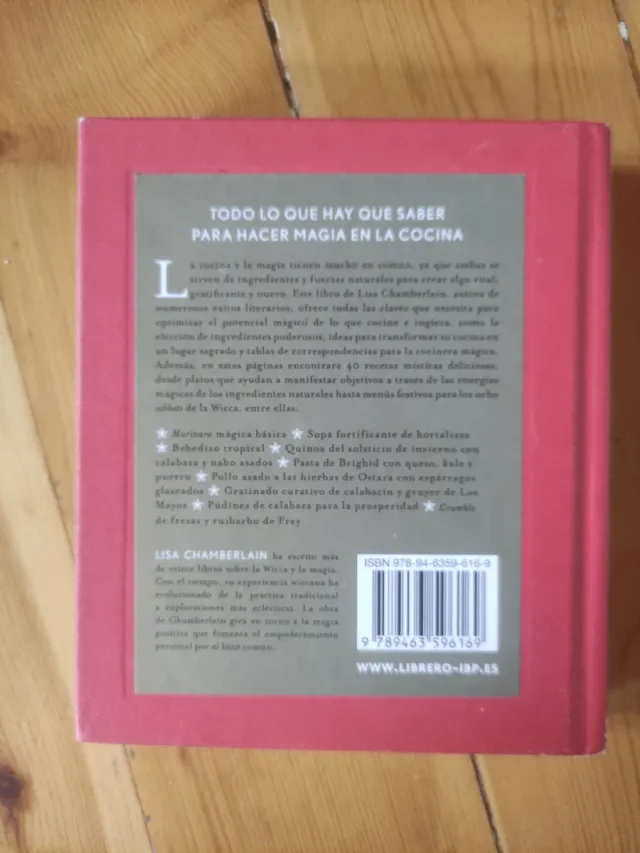 TODO LO QUE HAY QUE SABER
PARA HACER MAGIA EN LA COCINA
La cocina y la magia tienen mucho en común, ya que ambas se
sirven de ingredientes y fuerzas naturales para crear algo vital,
gratificante y nuevo. Este libro de Lisa Chamberlain, autora de
numerosos éxitos literarios, ofrece todas las claves que necesita para
optimizar el potencial mágico de lo que cocine e ingiera, como la
elección de ingredientes poderosos, ideas para transformar su cocina en
un lugar sagrado y tablas de correspondencias para la cocinera mágica.
Además, en estas páginas encontrará 40 recetas místicas deliciosas,
desde platos que ayudan a manifestar objetivos a través de las energías
mágicas de los ingredientes naturales hasta menús festivos para los ocho
sabbats de la Wicca, entre ellas:
★ Marinara mágica básica ★ Sopa fortificante de hortalizas
★ Bebedizo tropical ★ Quinoa del solsticio de invierno con
calabaza y nabo asados ★ Pasta de Brighid con queso, kale y
puerro ★ Pollo asado a las hierbas de Ostara con espárragos
glaseados ★ Gratinado curativo de calabacín y gruyer de Los
Mayos ★ Púdines de calabaza para la prosperidad ★ Crumble
de fresas y ruibarbo de Frey
LISA CHAMBERLAIN ha escrito más
de veinte libros sobre la Wicca y la magia.
Con el tiempo, su experiencia wiccana ha
evolucionado de la práctica tradicional
a exploraciones más eclécticas. La obra
de Chamberlain gira en torno a la magia
positiva que fomenta el empoderamiento
personal por el bien común.
ISBN 978-94-6359-616-9
9 789463 596169
WWW.LIBRERO-IBP.ES